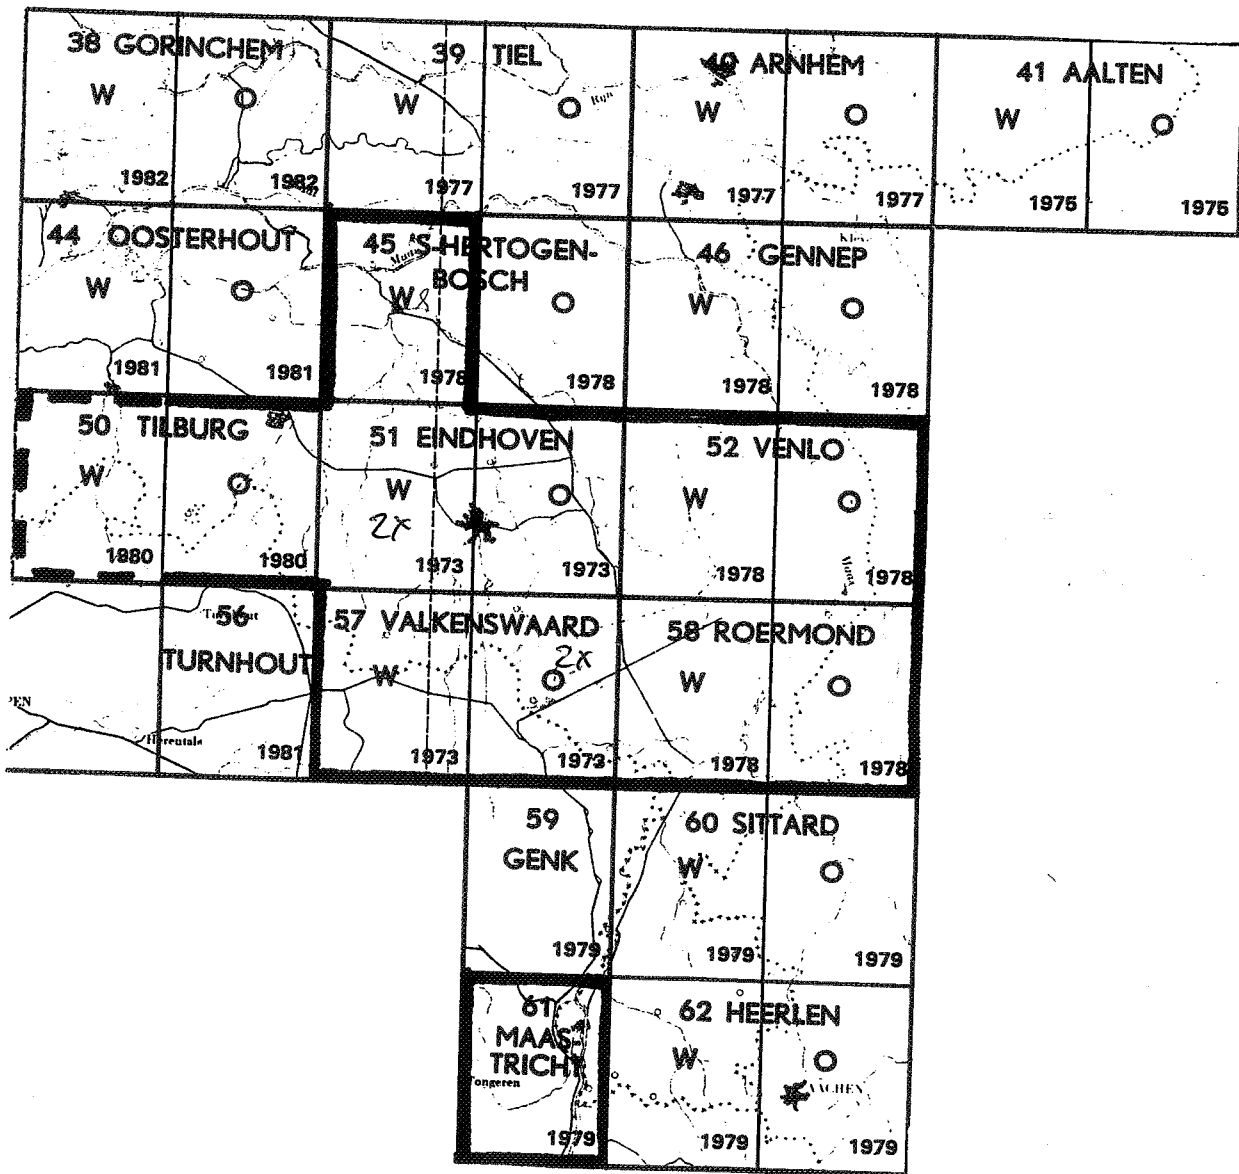 38 GORINCHEM
39 TIEL
40 ARNHEM
41 AALTEN
W O W O W O W O
Rijn
1982 1982 1977 1977 1977 1977 1975 1975
44 OOSTERHOUT
45 'S-HERTOGEN-
BOSCH
46 GENNEP
W O W O W O
1981 1981 1978 1978 1978 1978
50 TILBURG
51 EINDHOVEN
52 VENLO
W O W O W O
2x
1980 1980 1973 1973 1978 1978
56
TURNHOUT
57 VALKENSWAARD
58 ROERMOND
2x
W O W O
Herentals
1981 1973 1973 1978 1978
59
GENK
60 SITTARD
W O
1979 1979 1979
61
MAAS
TRICHT
62 HEERLEN
W O
Tongeren
AACHEN
1979 1979 1979